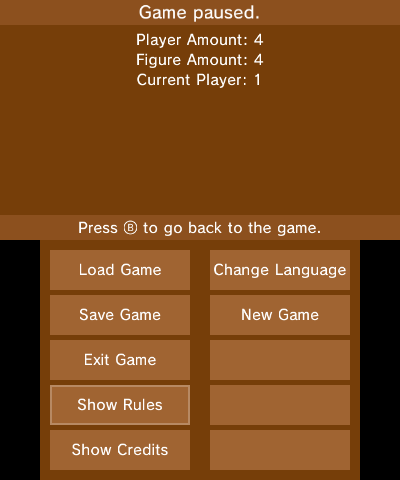 Game paused.
Player Amount: 4
Figure Amount: 4
Current Player: 1
Press Ⓑ to go back to the game.
Load Game
Change Language
Save Game
New Game
Exit Game
Show Rules
Show Credits